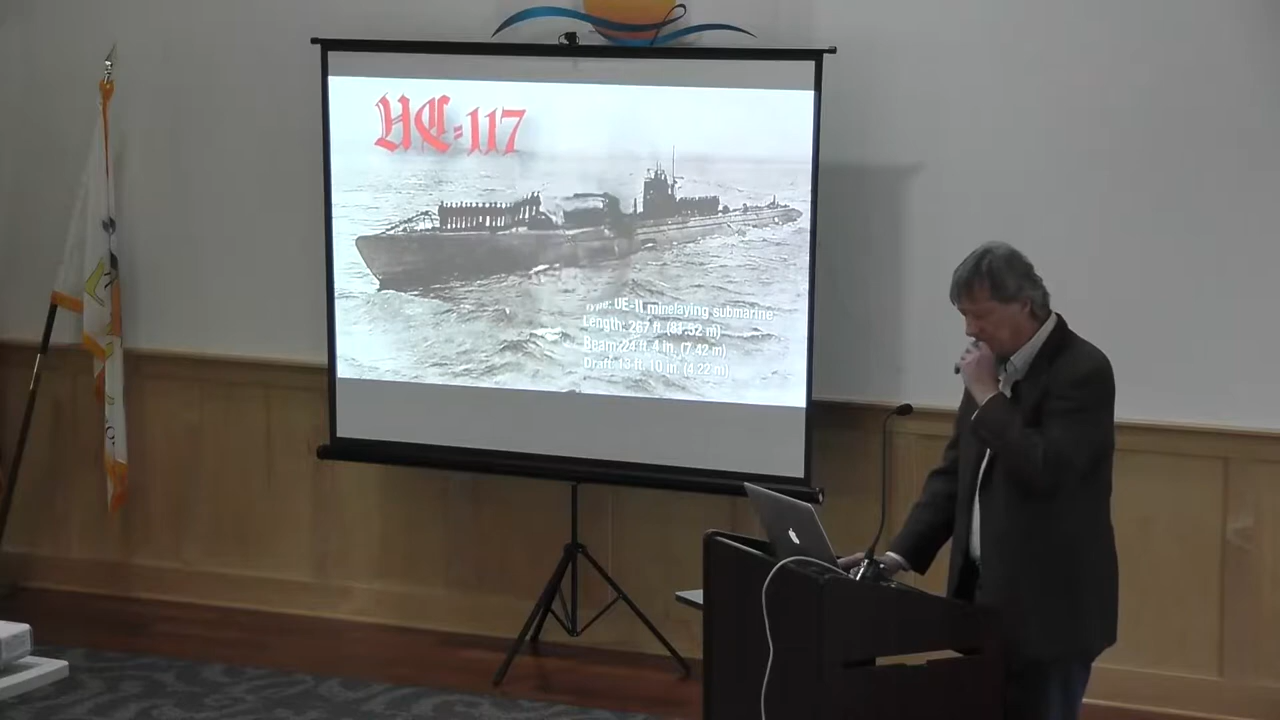 UC-117
Type: UE-II minelaying submarine
Length: 267 ft. (81.52 m)
Beam: 24 ft. 4 in. (7.42 m)
Draft: 13 ft. 10 in. (4.22 m)